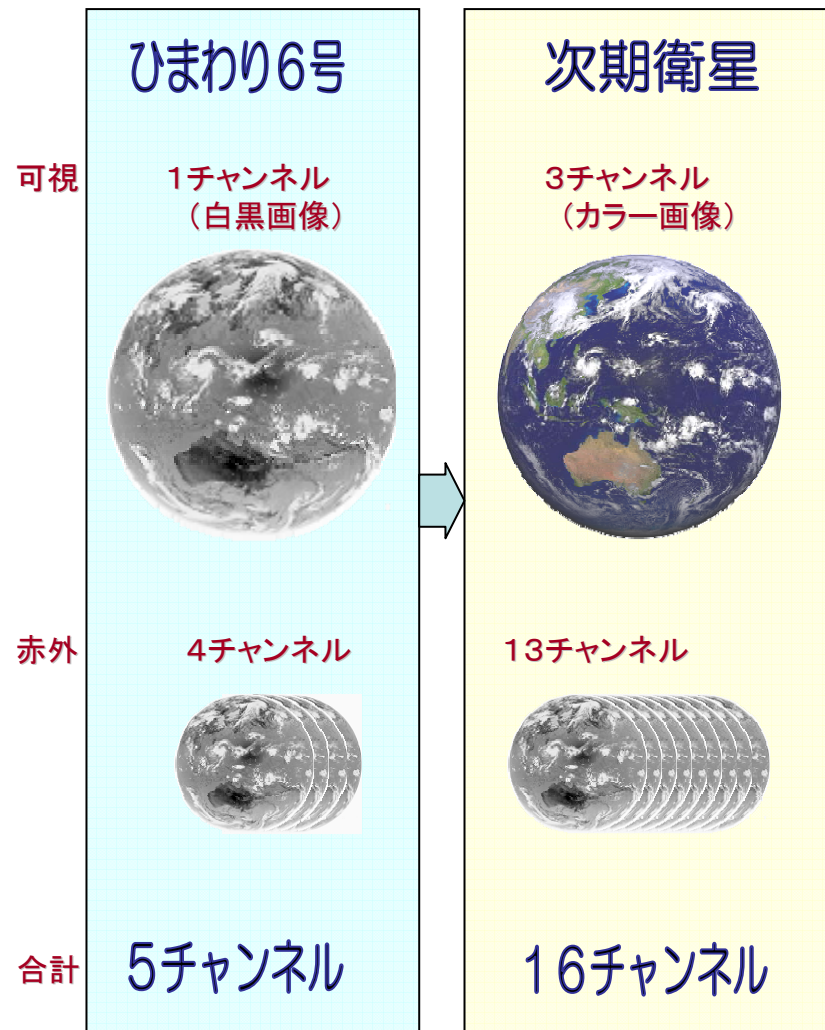 ひまわり6号
次期衛星
可視
1チャンネル
(白黒画像)
3チャンネル
(カラー画像)
赤外
4チャンネル
13チャンネル
合計
5チャンネル
16チャンネル